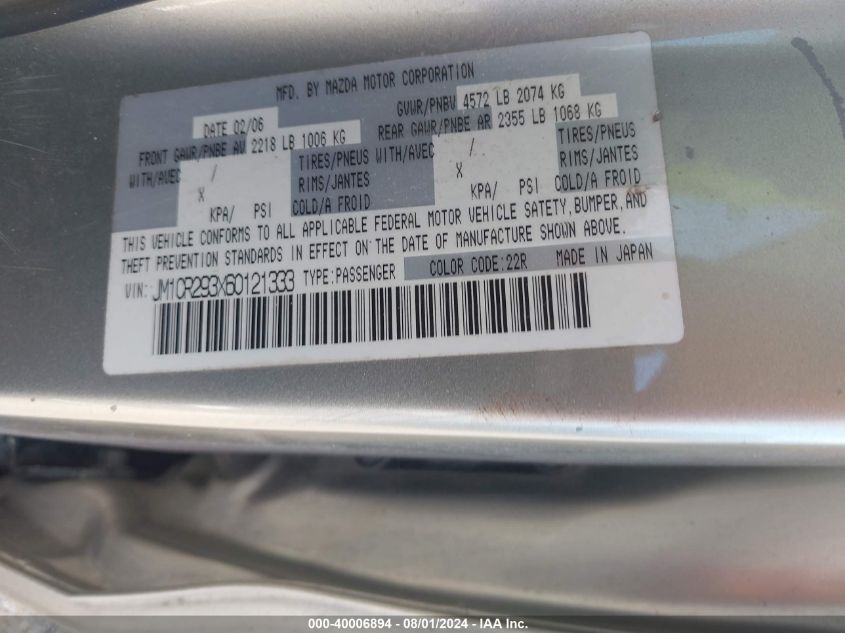 MFD. BY MAZDA MOTOR CORPORATION
DATE 02/06 GVWR/PNBV 4572 LB 2074 KG
FRONT GAWR/PNBE AV 2218 LB 1006 KG REAR GAWR/PNBE AR 2355 LB 1068 KG
WITH/AVEC / TIRES/PNEUS WITH/AVEC / TIRES/PNEUS
X RIMS/JANTES X RIMS/JANTES
KPA/ PSI COLD/A FROID KPA/ PSI COLD/A FROID
THIS VEHICLE CONFORMS TO ALL APPLICABLE FEDERAL MOTOR VEHICLE SAFETY, BUMPER, AND
THEFT PREVENTION STANDARDS IN EFFECT ON THE DATE OF MANUFACTURE SHOWN ABOVE.
VIN: JM1CR293X60121333 TYPE:PASSENGER COLOR CODE:22R MADE IN JAPAN
000-40006894 - 08/01/2024 - IAA Inc.